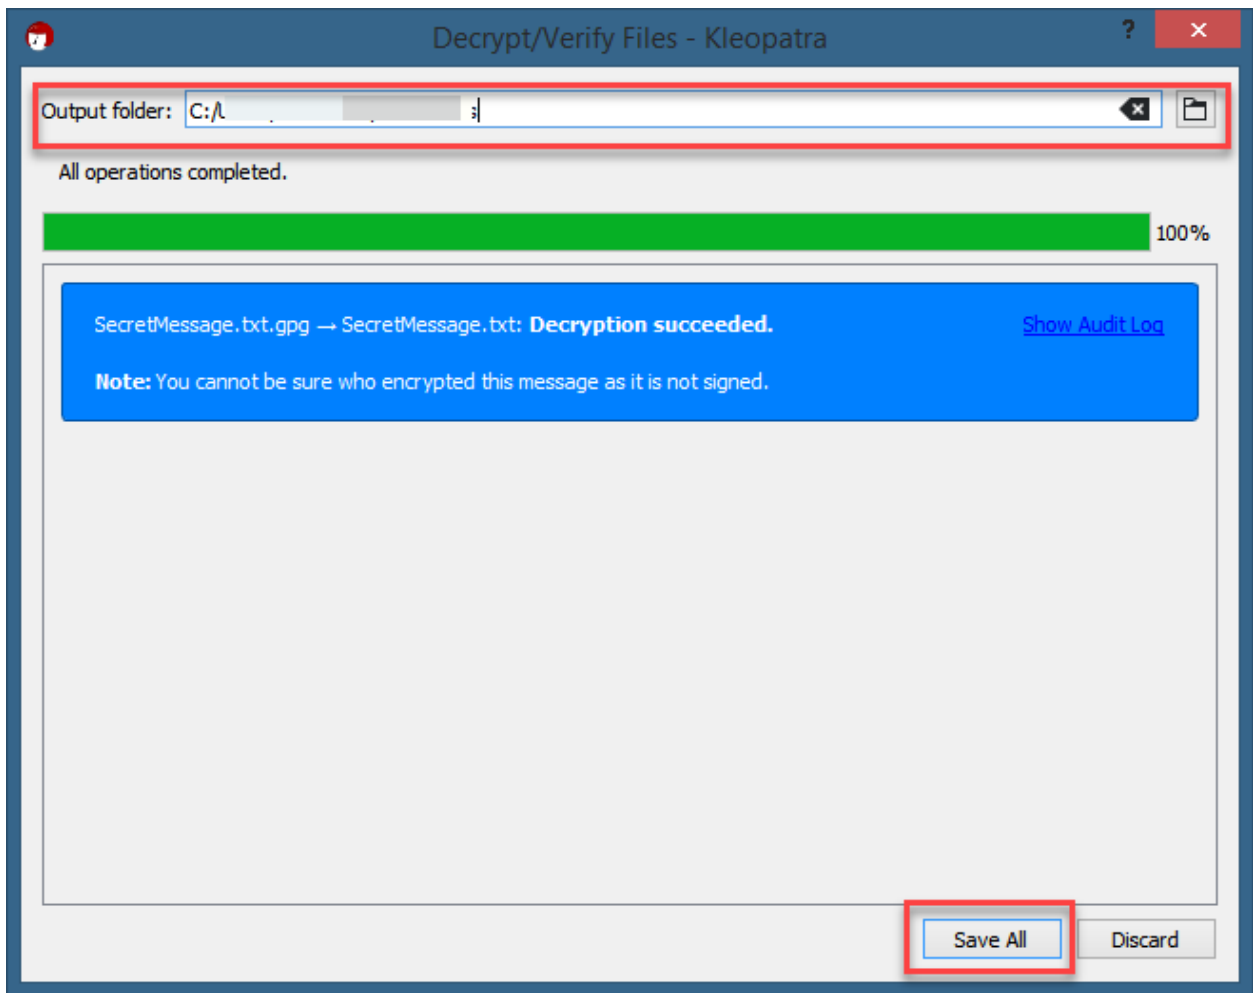 Decrypt/Verify Files - Kleopatra
?
Output folder: C:/
All operations completed.
100%
SecretMessage.txt.gpg → SecretMessage.txt: Decryption succeeded. Show Audit Log
Note: You cannot be sure who encrypted this message as it is not signed.
Save All Discard